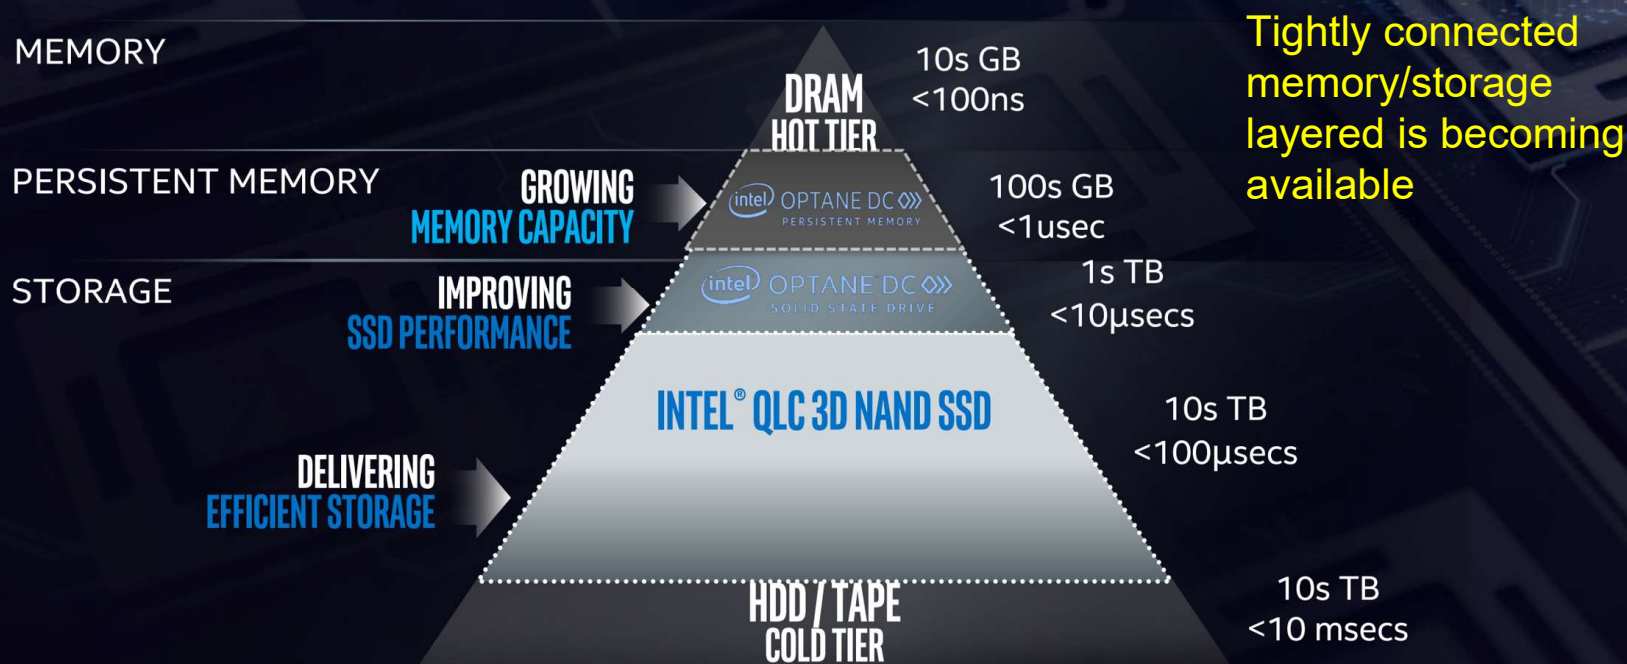 MEMORY
DRAM
HOT TIER
10s GB
<100ns
Tightly connected
memory/storage
layered is becoming
available
PERSISTENT MEMORY
GROWING
MEMORY CAPACITY
intel OPTANE DC
PERSISTENT MEMORY
100s GB
<1usec
STORAGE
IMPROVING
SSD PERFORMANCE
intel OPTANE DC
SOLID STATE DRIVE
1s TB
<10µsecs
INTEL® QLC 3D NAND SSD
10s TB
<100µsecs
DELIVERING
EFFICIENT STORAGE
HDD / TAPE
COLD TIER
10s TB
<10 msecs